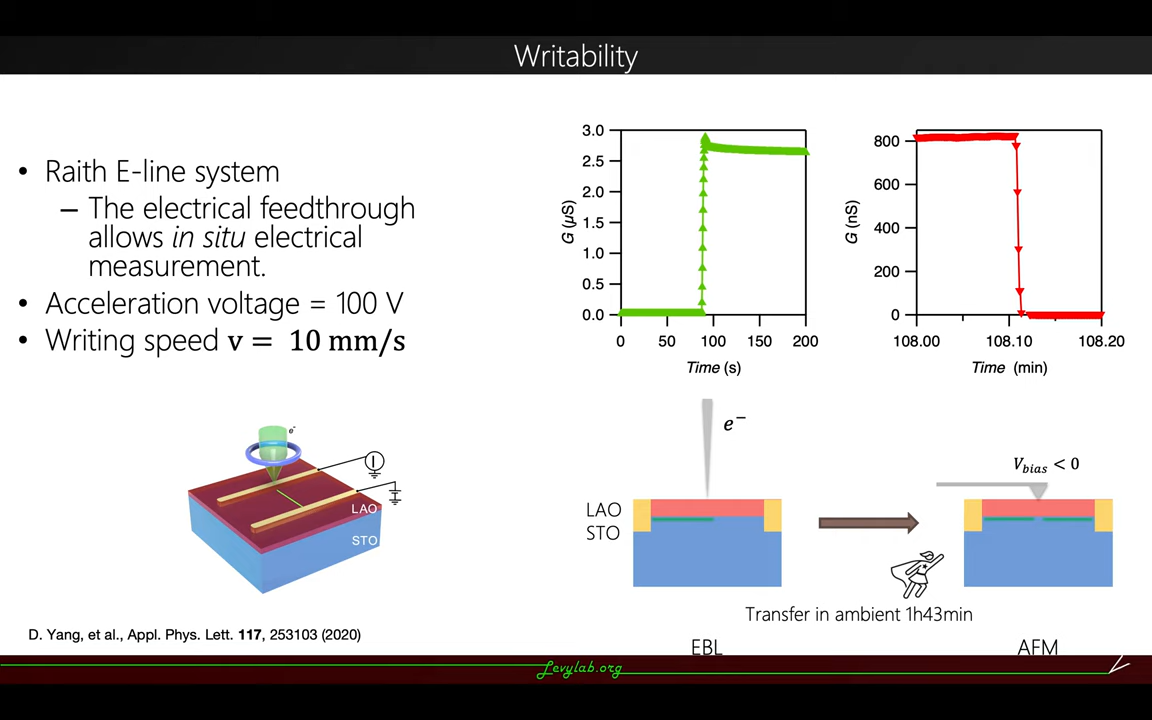 Writability
• Raith E-line system
– The electrical feedthrough
allows in situ electrical
measurement.
• Acceleration voltage = 100 V
• Writing speed v = 10 mm/s
3.0
2.5
2.0
1.5
1.0
0.5
0.0
G (µS)
0 50 100 150 200
Time (s)
800
600
400
200
0
G (nS)
108.00 108.10 108.20
Time (min)
e⁻
I
LAO
STO
e⁻
LAO
STO
V_bias < 0
Transfer in ambient 1h43min
EBL
AFM
D. Yang, et al., Appl. Phys. Lett. 117, 253103 (2020)
Levylab.org